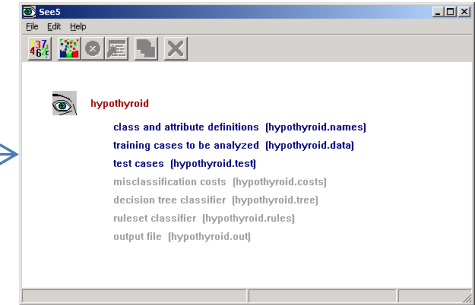 See5
File Edit Help
hypothyroid
class and attribute definitions (hypothyroid.names)
training cases to be analyzed (hypothyroid.data)
test cases (hypothyroid.test)
misclassification costs (hypothyroid.costs)
decision tree classifier (hypothyroid.tree)
ruleset classifier (hypothyroid.rules)
output file (hypothyroid.out)